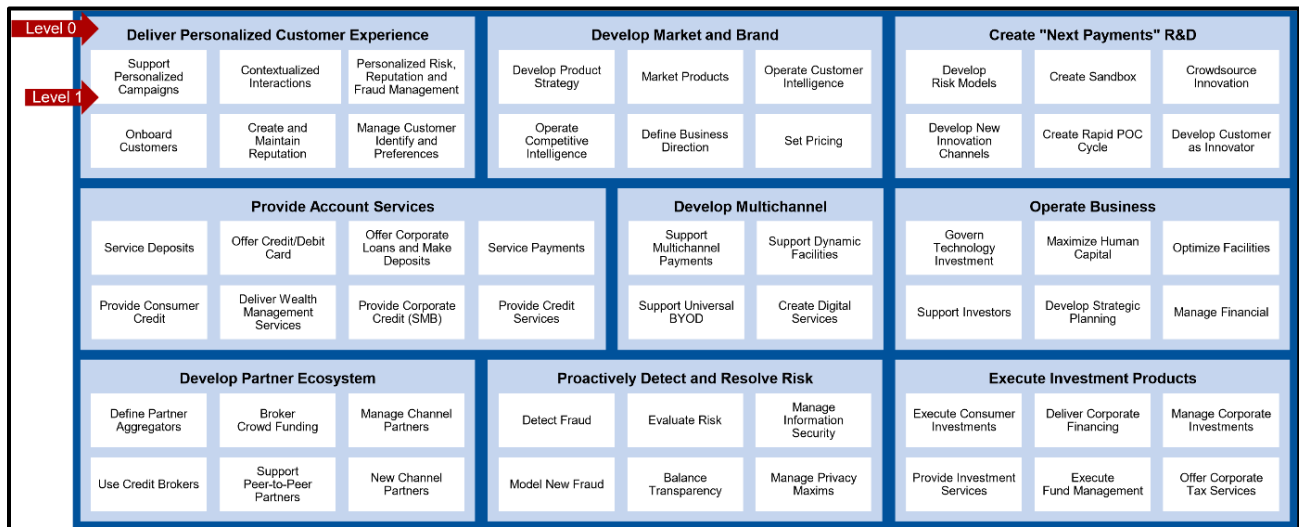 Level 0
Level 1
Deliver Personalized Customer Experience
Support
Personalized
Campaigns
Contextualized
Interactions
Personalized Risk,
Reputation and
Fraud Management
Onboard
Customers
Create and
Maintain
Reputation
Manage Customer
Identify and
Preferences
Develop Market and Brand
Develop Product
Strategy
Market Products
Operate Customer
Intelligence
Operate
Competitive
Intelligence
Define Business
Direction
Set Pricing
Create "Next Payments" R&D
Develop
Risk Models
Create Sandbox
Crowdsource
Innovation
Develop New
Innovation
Channels
Create Rapid POC
Cycle
Develop Customer
as Innovator
Provide Account Services
Service Deposits
Offer Credit/Debit
Card
Offer Corporate
Loans and Make
Deposits
Service Payments
Provide Consumer
Credit
Deliver Wealth
Management
Services
Provide Corporate
Credit (SMB)
Provide Credit
Services
Develop Multichannel
Support
Multichannel
Payments
Support Dynamic
Facilities
Support Universal
BYOD
Create Digital
Services
Operate Business
Govern
Technology
Investment
Maximize Human
Capital
Optimize Facilities
Support Investors
Develop Strategic
Planning
Manage Financial
Develop Partner Ecosystem
Define Partner
Aggregators
Broker
Crowd Funding
Manage Channel
Partners
Use Credit Brokers
Support
Peer-to-Peer
Partners
New Channel
Partners
Proactively Detect and Resolve Risk
Detect Fraud
Evaluate Risk
Manage
Information
Security
Model New Fraud
Balance
Transparency
Manage Privacy
Maxims
Execute Investment Products
Execute Consumer
Investments
Deliver Corporate
Financing
Manage Corporate
Investments
Provide Investment
Services
Execute
Fund Management
Offer Corporate
Tax Services